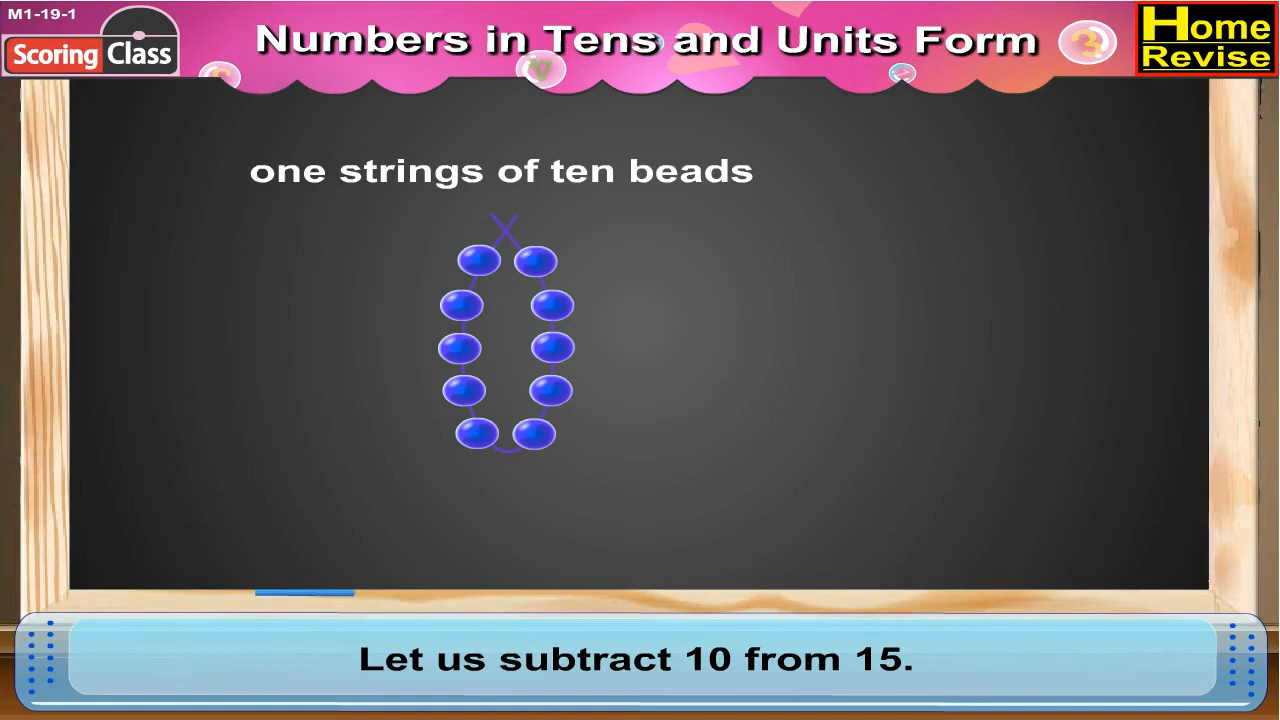 M1-19-1
Scoring Class
Numbers in Tens and Units Form
Home
Revise
one strings of ten beads
Let us subtract 10 from 15.